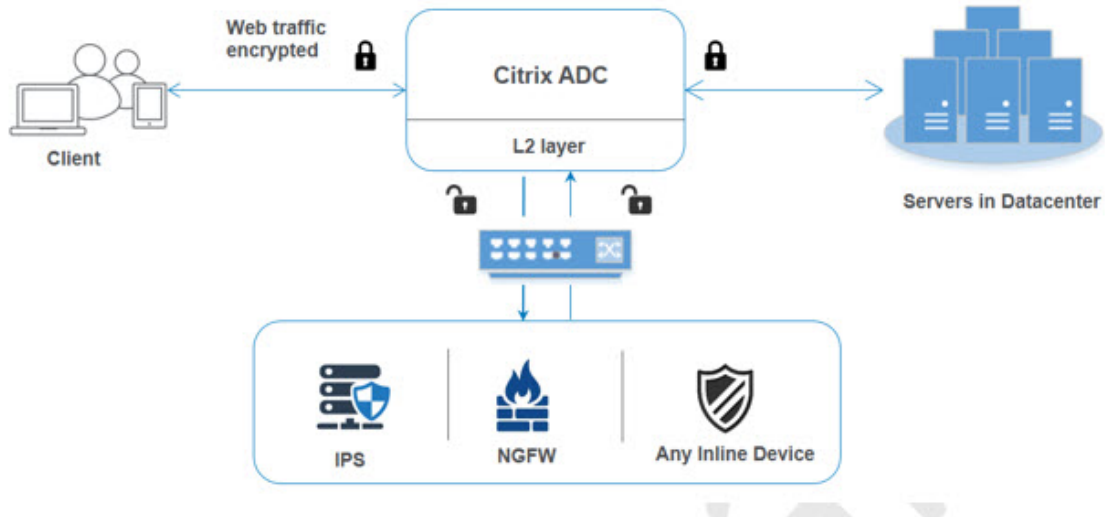 Web traffic
encrypted
Citrix ADC
L2 layer
Client
Servers in Datacenter
IPS
NGFW
Any Inline Device